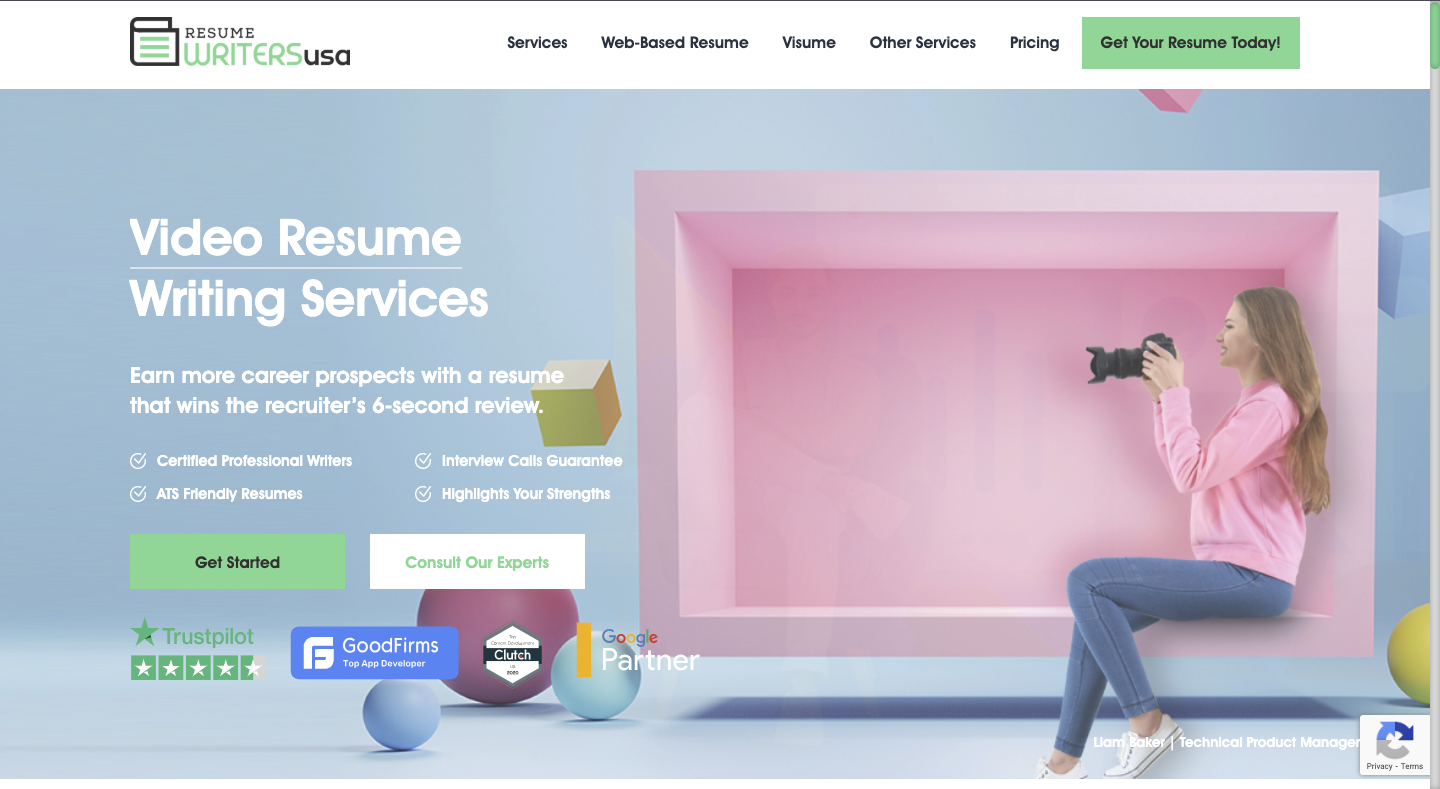 RESUME
WRITERSusa
Services
Web-Based Resume
Visume
Other Services
Pricing
Get Your Resume Today!
Video Resume
Writing Services
Earn more career prospects with a resume
that wins the recruiter’s 6-second review.
Certified Professional Writers
Interview Calls Guarantee
ATS Friendly Resumes
Highlights Your Strengths
Get Started
Consult Our Experts
Trustpilot
GoodFirms
Top App Developer
Top
Clutch
2020
Google
Partner
Liam Baker | Technical Product Manager
Privacy - Terms